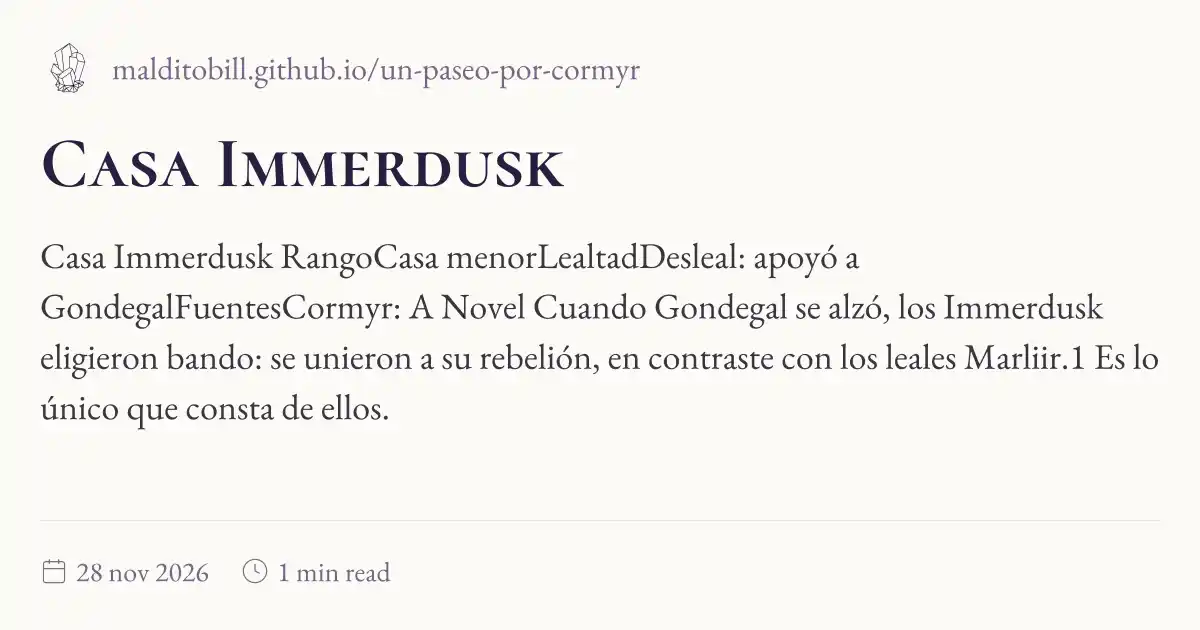 malditobill.github.io/un-paseo-por-cormyr
Casa Immerdusk
Casa Immerdusk RangoCasa menorLealtadDesleal: apoyó a
GondegalFuentesCormyr: A Novel Cuando Gondegal se alzó, los Immerdusk
eligieron bando: se unieron a su rebelión, en contraste con los leales Marliir.1 Es lo
único que consta de ellos.
28 nov 2026
1 min read